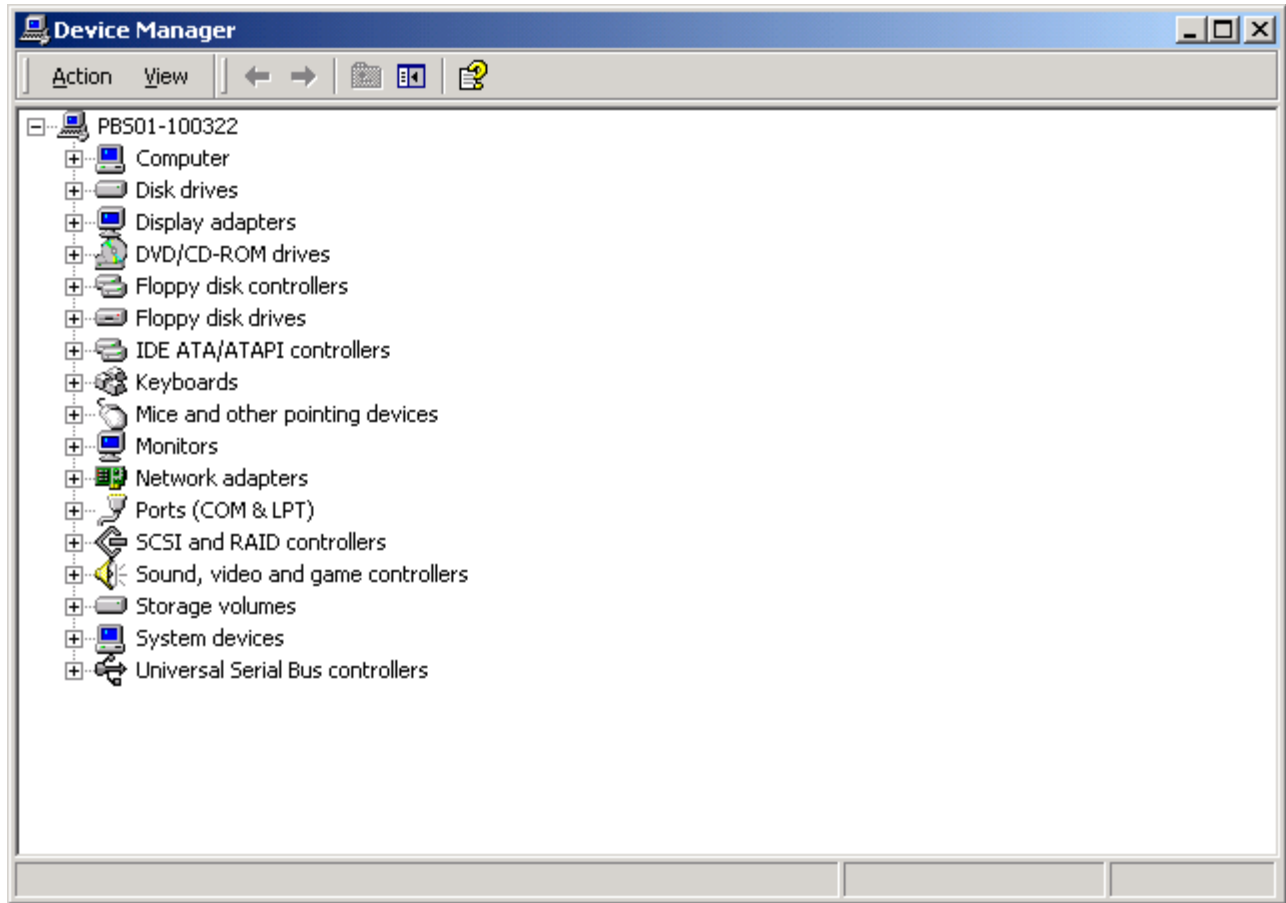 Device Manager
Action View
PBS01-100322
Computer
Disk drives
Display adapters
DVD/CD-ROM drives
Floppy disk controllers
Floppy disk drives
IDE ATA/ATAPI controllers
Keyboards
Mice and other pointing devices
Monitors
Network adapters
Ports (COM & LPT)
SCSI and RAID controllers
Sound, video and game controllers
Storage volumes
System devices
Universal Serial Bus controllers